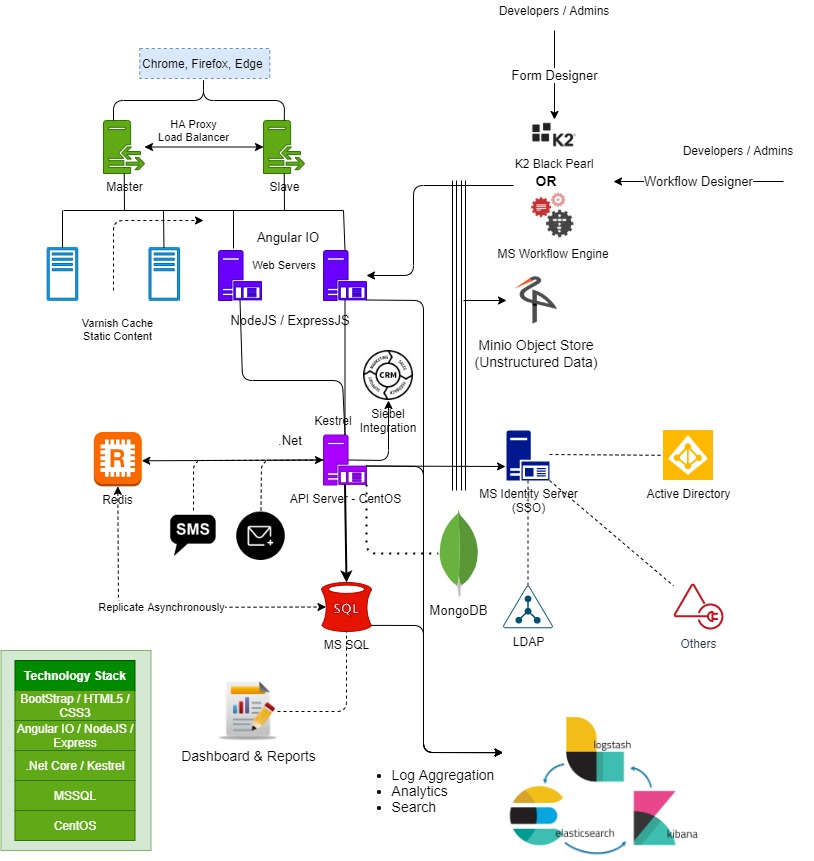 Developers / Admins
Chrome, Firefox, Edge
Form Designer
HA Proxy
Load Balancer
K2
K2 Black Pearl
Developers / Admins
OR
Workflow Designer
Master
Slave
Angular IO
MS Workflow Engine
Web Servers
Varnish Cache
Static Content
NodeJS / ExpressJS
Minio Object Store
(Unstructured Data)
CRM
Siebel
Integration
Kestrel
.Net
R
Redis
API Server - CentOS
MS Identity Server
(SSO)
Active Directory
SMS
SQL
Replicate Asynchronously
MongoDB
MS SQL
LDAP
Others
Technology Stack
BootStrap / HTML5 /
CSS3
Angular IO / NodeJS /
Express
.Net Core / Kestrel
MSSQL
CentOS
Dashboard & Reports
Log Aggregation
Analytics
Search
logstash
elasticsearch
kibana